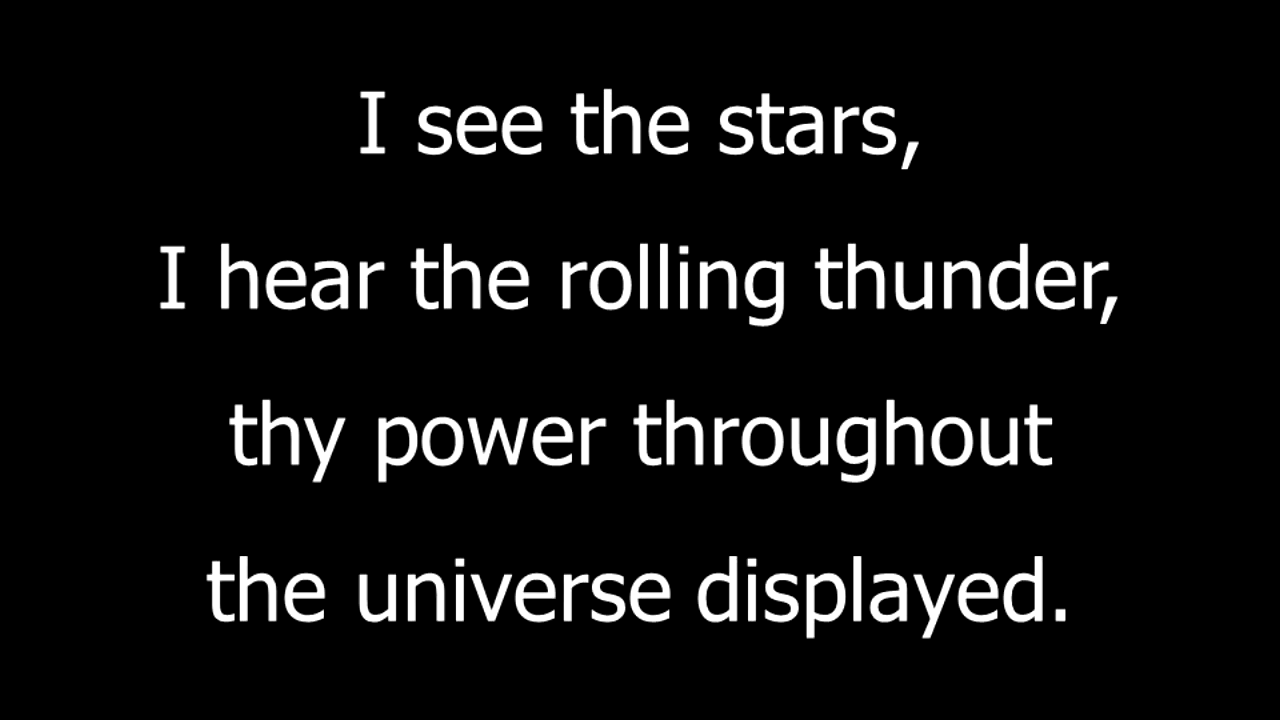 I see the stars,
I hear the rolling thunder,
thy power throughout
the universe displayed.